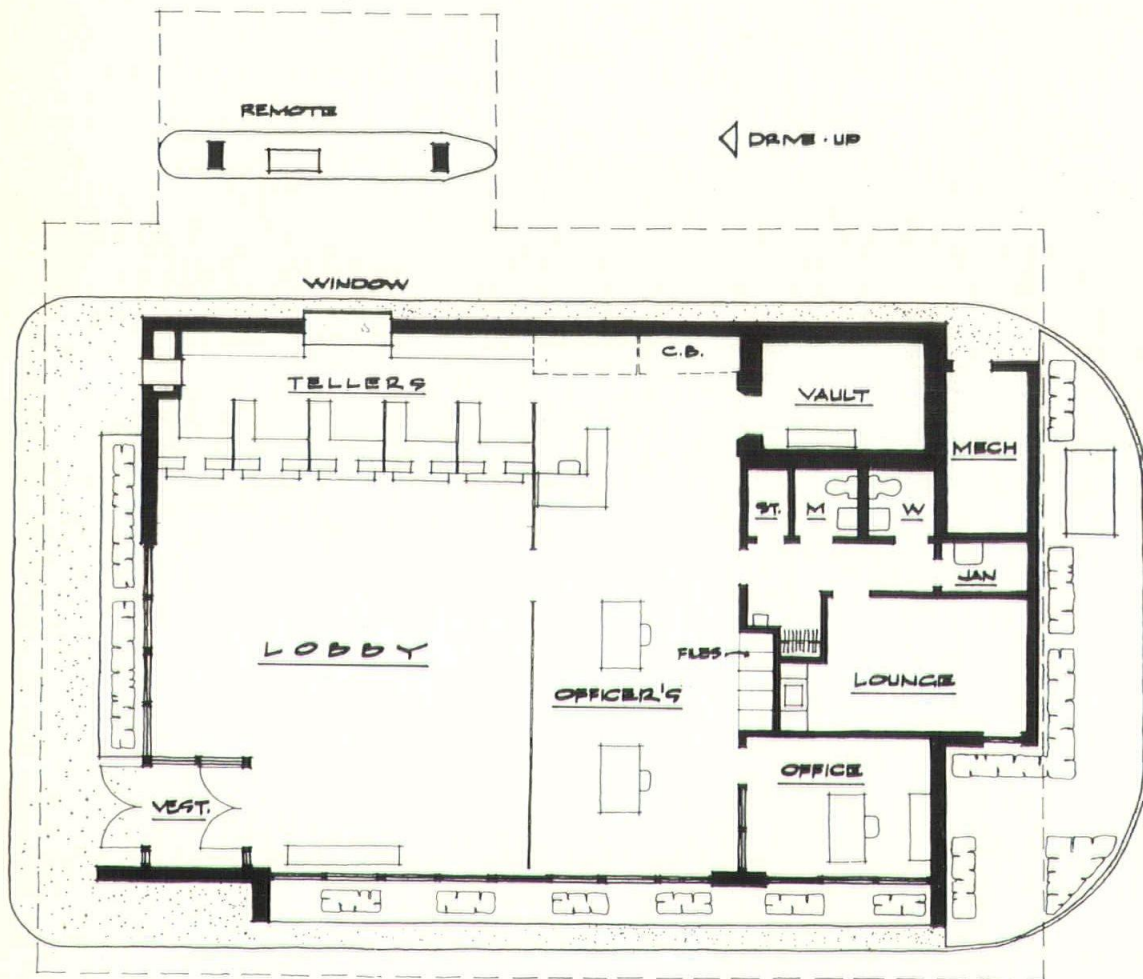 REMOTE
DRIVE-UP
WINDOW
C.B.
TELLERS
VAULT
MECH
ST.
M
W
JAN
LOBBY
FILES
LOUNGE
OFFICER'S
OFFICE
VEST.